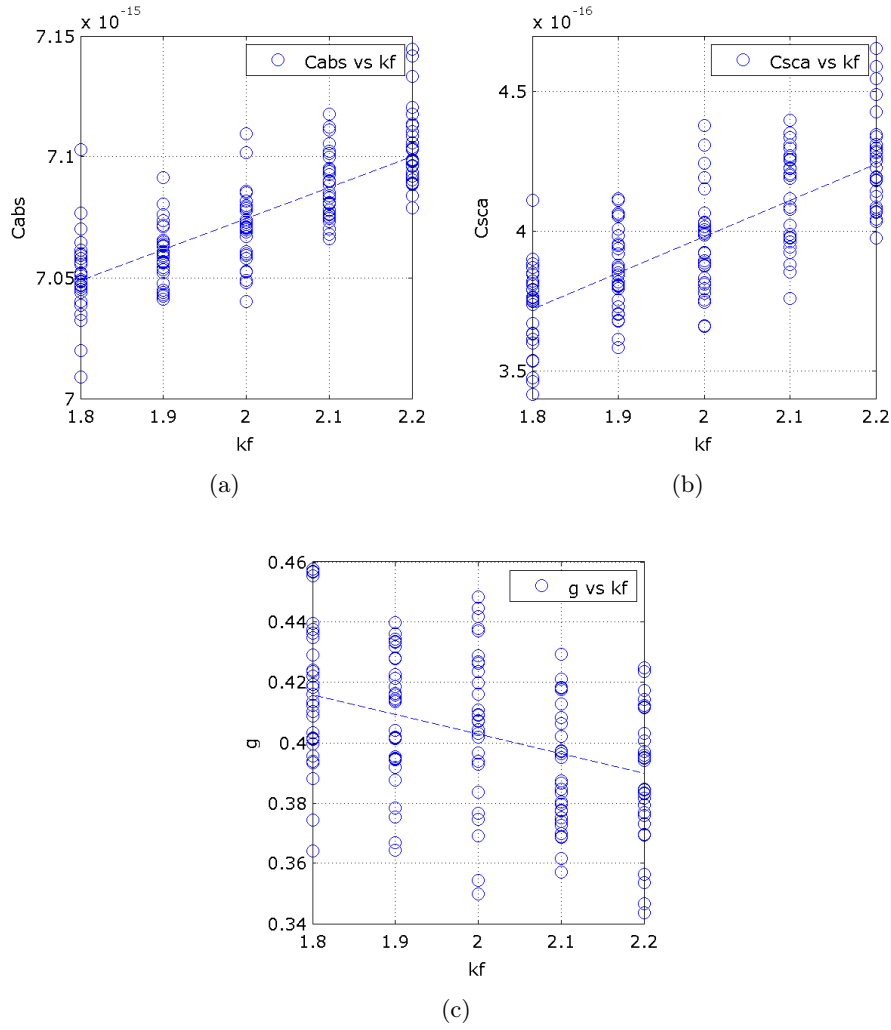 x 10^-15
7.15
7.1
7.05
7
Cabs
Cabs vs kf
1.8 1.9 2 2.1 2.2
kf
(a)
x 10^-16
4.5
4
3.5
Csca
Csca vs kf
1.8 1.9 2 2.1 2.2
kf
(b)
0.46
0.44
0.42
0.4
0.38
0.36
0.34
g
g vs kf
1.8 1.9 2 2.1 2.2
kf
(c)